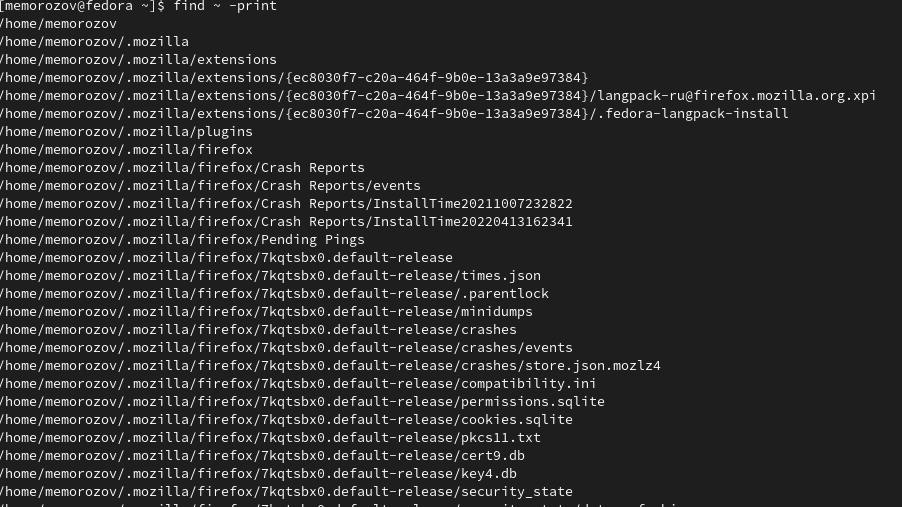 [memorozov@fedora ~]$ find ~ -print
/home/memorozov
/home/memorozov/.mozilla
/home/memorozov/.mozilla/extensions
/home/memorozov/.mozilla/extensions/{ec8030f7-c20a-464f-9b0e-13a3a9e97384}
/home/memorozov/.mozilla/extensions/{ec8030f7-c20a-464f-9b0e-13a3a9e97384}/langpack-ru@firefox.mozilla.org.xpi
/home/memorozov/.mozilla/extensions/{ec8030f7-c20a-464f-9b0e-13a3a9e97384}/.fedora-langpack-install
/home/memorozov/.mozilla/plugins
/home/memorozov/.mozilla/firefox
/home/memorozov/.mozilla/firefox/Crash Reports
/home/memorozov/.mozilla/firefox/Crash Reports/events
/home/memorozov/.mozilla/firefox/Crash Reports/InstallTime20211007232822
/home/memorozov/.mozilla/firefox/Crash Reports/InstallTime20220413162341
/home/memorozov/.mozilla/firefox/Pending Pings
/home/memorozov/.mozilla/firefox/7kqtsbx0.default-release
/home/memorozov/.mozilla/firefox/7kqtsbx0.default-release/times.json
/home/memorozov/.mozilla/firefox/7kqtsbx0.default-release/.parentlock
/home/memorozov/.mozilla/firefox/7kqtsbx0.default-release/minidumps
/home/memorozov/.mozilla/firefox/7kqtsbx0.default-release/crashes
/home/memorozov/.mozilla/firefox/7kqtsbx0.default-release/crashes/events
/home/memorozov/.mozilla/firefox/7kqtsbx0.default-release/crashes/store.json.mozlz4
/home/memorozov/.mozilla/firefox/7kqtsbx0.default-release/compatibility.ini
/home/memorozov/.mozilla/firefox/7kqtsbx0.default-release/permissions.sqlite
/home/memorozov/.mozilla/firefox/7kqtsbx0.default-release/cookies.sqlite
/home/memorozov/.mozilla/firefox/7kqtsbx0.default-release/pkcs11.txt
/home/memorozov/.mozilla/firefox/7kqtsbx0.default-release/cert9.db
/home/memorozov/.mozilla/firefox/7kqtsbx0.default-release/key4.db
/home/memorozov/.mozilla/firefox/7kqtsbx0.default-release/security_state